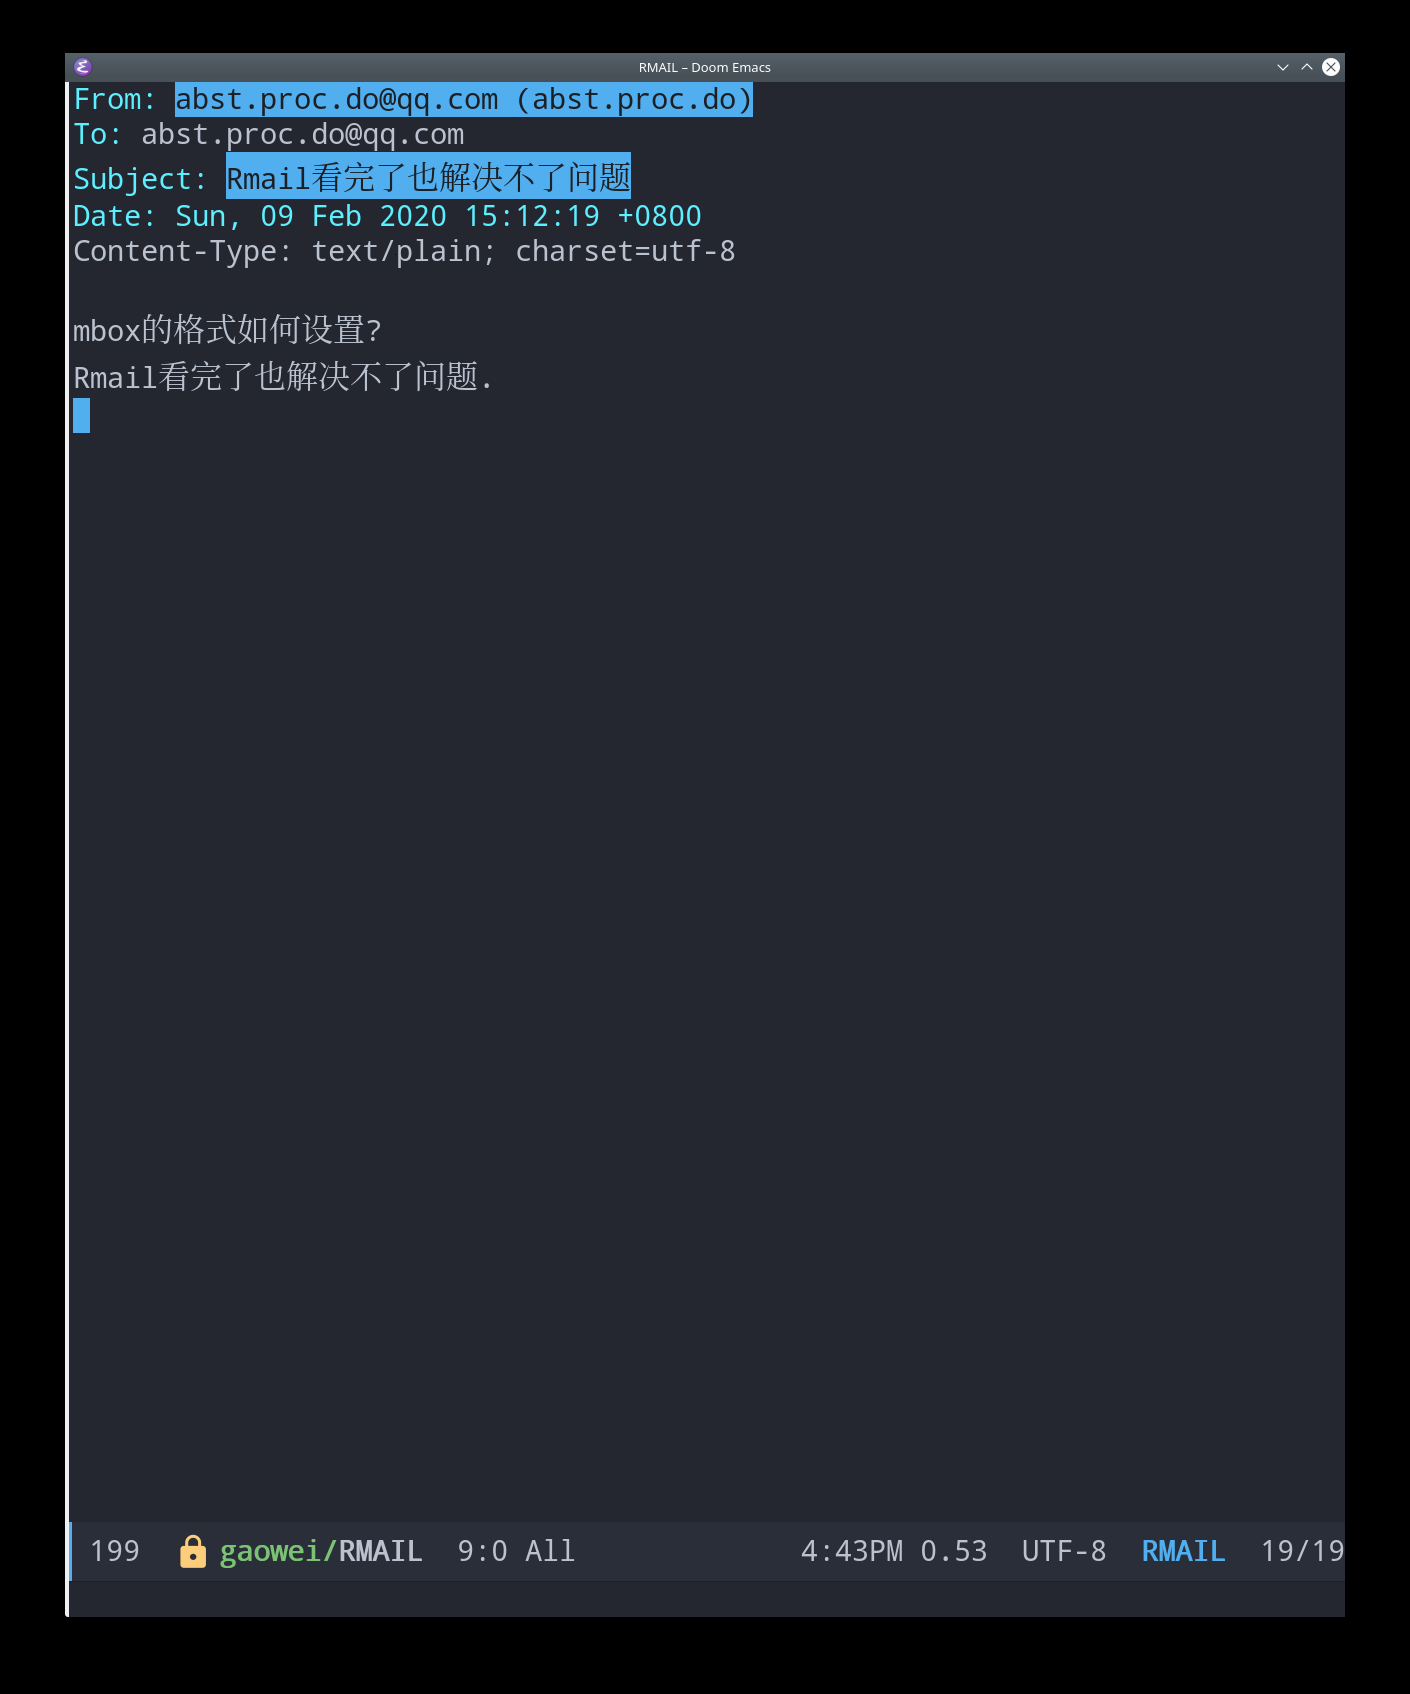 RMAIL – Doom Emacs
From: abst.proc.do@qq.com (abst.proc.do)
To: abst.proc.do@qq.com
Subject: Rmail看完了也解决不了问题
Date: Sun, 09 Feb 2020 15:12:19 +0800
Content-Type: text/plain; charset=utf-8
mbox的格式如何设置?
Rmail看完了也解决不了问题.
199 gaowei/RMAIL 9:0 All 4:43PM 0.53 UTF-8 RMAIL 19/19